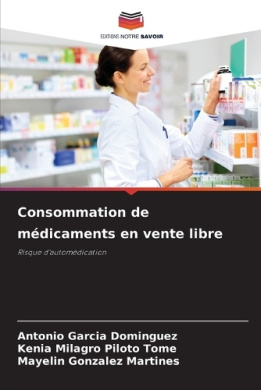 EDITIONS NOTRE SAVOIR
Consommation de
médicaments en vente libre
Risque d'automédication
Antonio Garcia Dominguez
Kenia Milagro Piloto Tome
Mayelin Gonzalez Martines